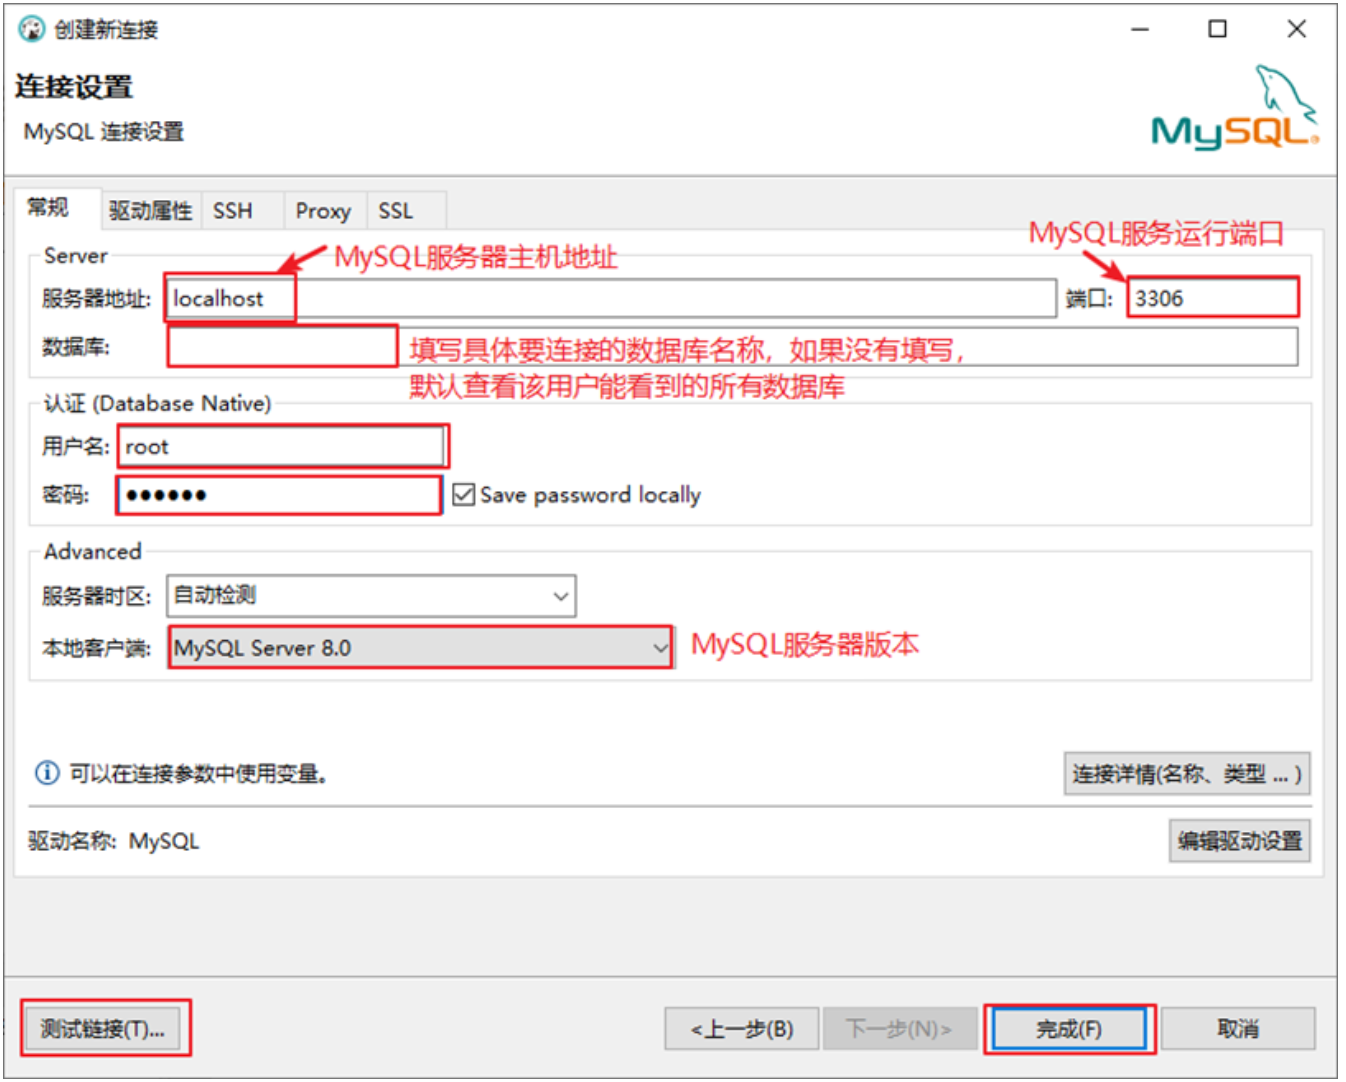 创建新连接
连接设置
MySQL 连接设置
MySQL
常规 驱动属性 SSH Proxy SSL
MySQL服务运行端口
Server
MySQL服务器主机地址
服务器地址: localhost 端口: 3306
数据库: 填写具体要连接的数据库名称，如果没有填写，
默认查看该用户能看到的所有数据库
认证 (Database Native)
用户名: root
密码: ●●●●●● Save password locally
Advanced
服务器时区: 自动检测
本地客户端: MySQL Server 8.0 MySQL服务器版本
可以在连接参数中使用变量。 连接详情(名称、类型 ... )
驱动名称: MySQL 编辑驱动设置
测试链接(T)... <上一步(B) 下一步(N)> 完成(F) 取消